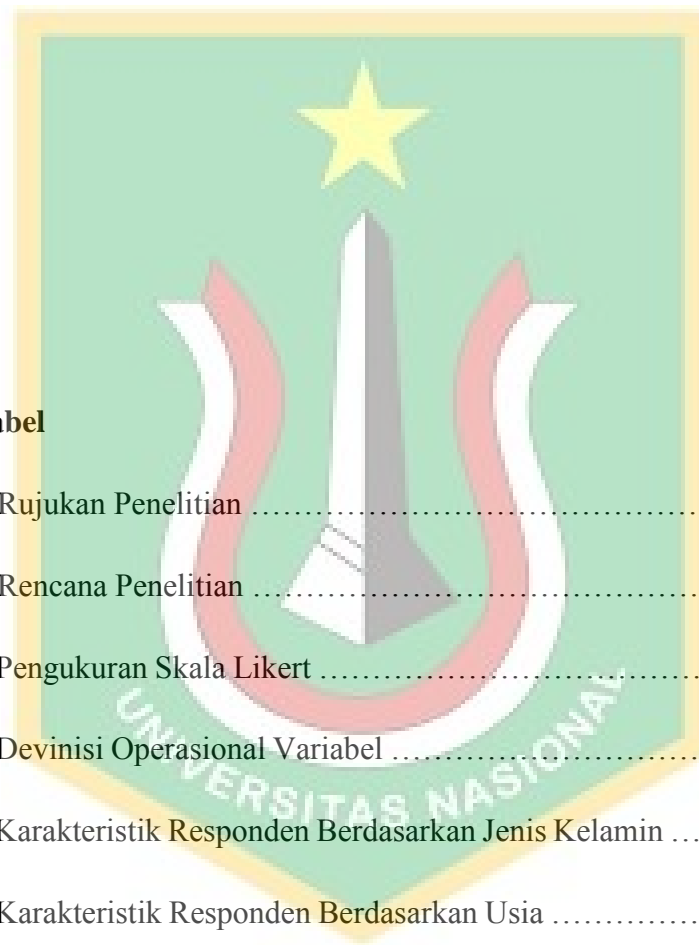 abel
Rujukan Penelitian ……………………………………
Rencana Penelitian ……………………………………
Pengukuran Skala Likert ………………………………
Devinisi Operasional Variabel …………………………
UNIVERSITAS NASIONAL
Karakteristik Responden Berdasarkan Jenis Kelamin …
Karakteristik Responden Berdasarkan Usia ……………